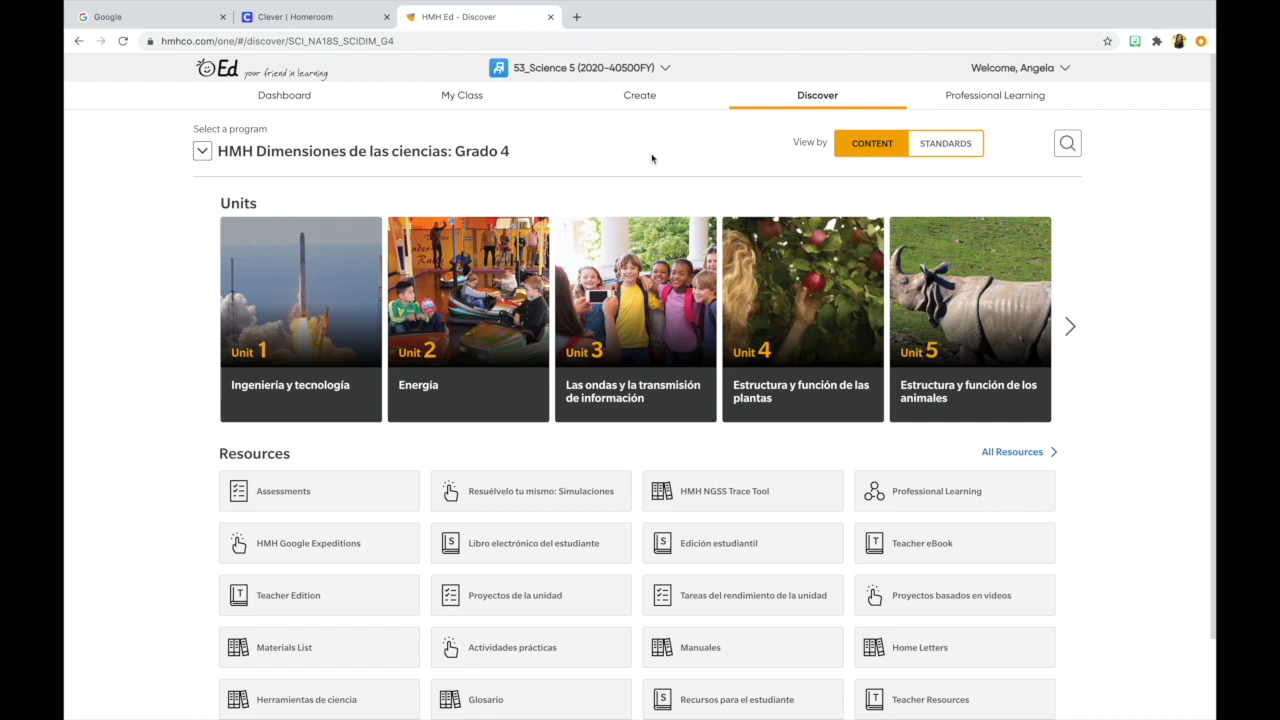 Google
Clever | Homeroom
HMH Ed - Discover
hmhco.com/one/#/discover/SCI_NA18S_SCIDIM_G4
Ed your friend in learning
53_Science 5 (2020-40500FY)
Welcome, Angela
Dashboard
My Class
Create
Discover
Professional Learning
Select a program
HMH Dimensiones de las ciencias: Grado 4
View by
CONTENT
STANDARDS
Units
Unit 1
Ingeniería y tecnología
Unit 2
Energía
Unit 3
Las ondas y la transmisión
de información
Unit 4
Estructura y función de las
plantas
Unit 5
Estructura y función de los
animales
Resources
All Resources
Assessments
Resuélvelo tu mismo: Simulaciones
HMH NGSS Trace Tool
Professional Learning
HMH Google Expeditions
S
Libro electrónico del estudiante
S
Edición estudiantil
T
Teacher eBook
T
Teacher Edition
Proyectos de la unidad
Tareas del rendimiento de la unidad
Proyectos basados en videos
Materials List
Actividades prácticas
Manuales
Home Letters
Herramientas de ciencia
Glosario
S
Recursos para el estudiante
T
Teacher Resources